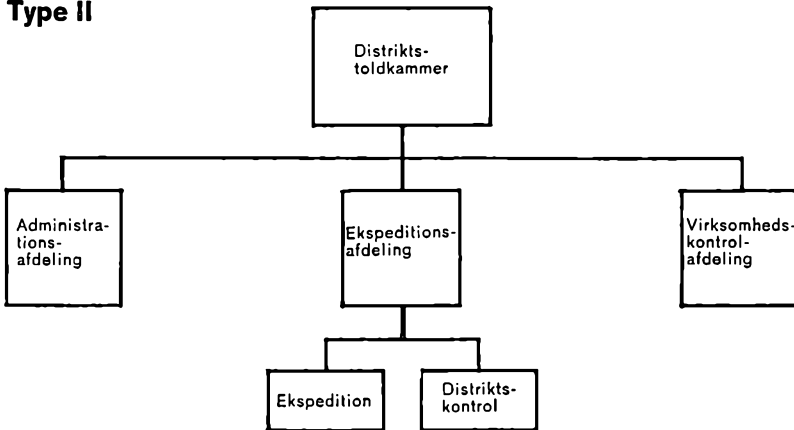 Type II
Distrikts-
toldkammer
Administra-
tions-
afdeling
Ekspeditions-
afdeling
Virksomheds-
kontrol-
afdeling
Ekspedition
Distrikts-
kontrol